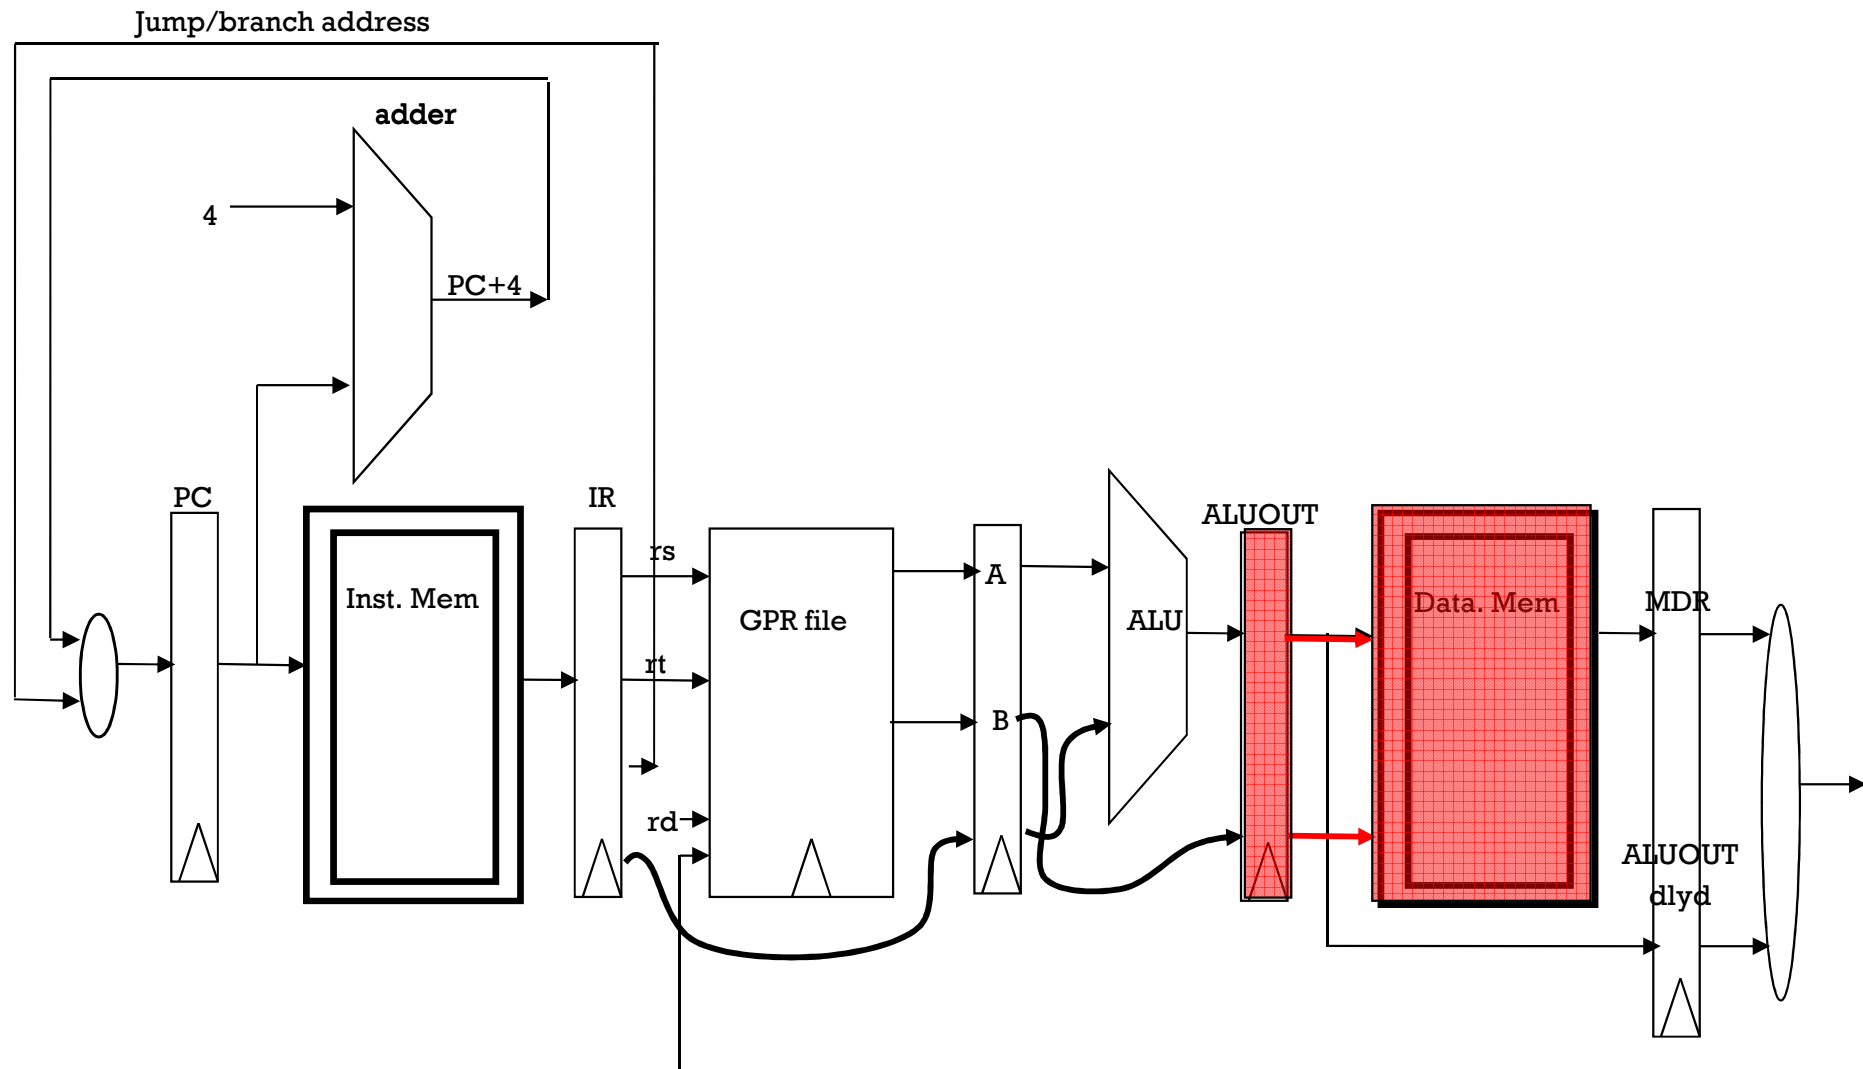 Jump/branch address
adder
4
PC+4
PC
IR
ALUOUT
rs
Inst. Mem
GPR file
A
ALU
Data. Mem
MDR
rt
B
rd
ALUOUT
dlyd